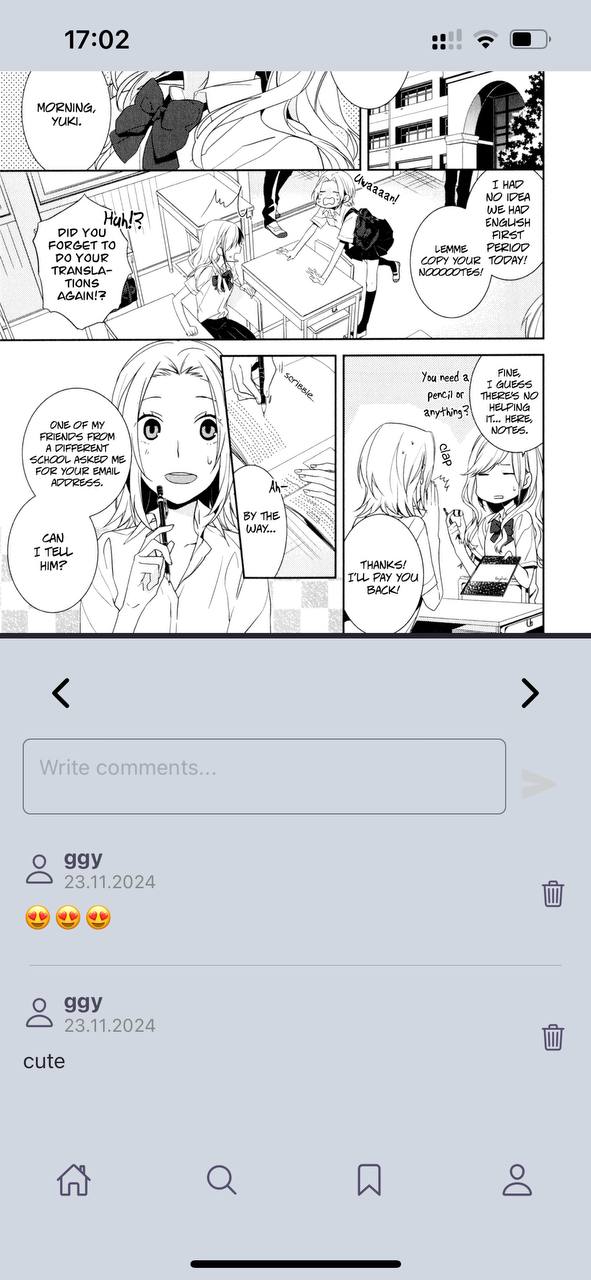 17:02
MORNING,
YUKI.
I HAD
NO IDEA
WE HAD
ENGLISH
FIRST
PERIOD
TODAY!
LEMME
COPY YOUR
NOOOOOTES!
Uwaaaan!
Huh!?
DID YOU
FORGET TO
DO YOUR
TRANSLA-
TIONS
AGAIN!?
FINE,
I GUESS
THERE'S NO
HELPING
IT... HERE,
NOTES.
You need a
pencil or
anything?
clap
THANKS!
I'LL PAY YOU
BACK!
scribble
Ah-
BY THE
WAY...
ONE OF MY
FRIENDS FROM
A DIFFERENT
SCHOOL ASKED ME
FOR YOUR EMAIL
ADDRESS.
CAN
I TELL
HIM?
Write comments...
ggy
23.11.2024
😍😍😍
ggy
23.11.2024
cute